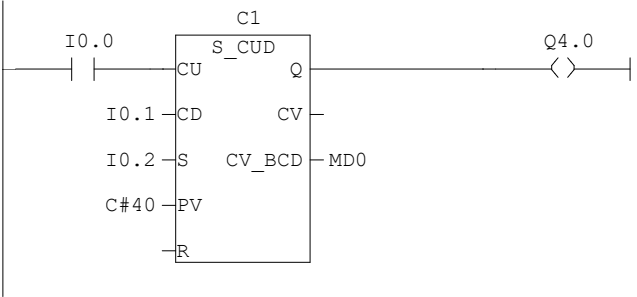 C1
I0.0 S_CUD Q4.0
CU Q
I0.1 CD CV
I0.2 S CV_BCD MD0
C#40 PV
R